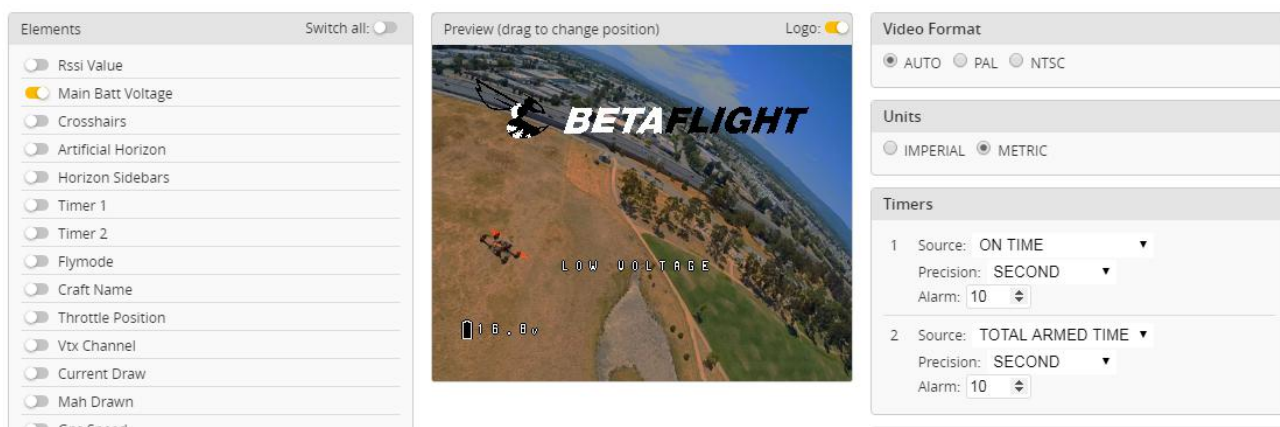 Elements
Switch all:
Rssi Value
Main Batt Voltage
Crosshairs
Artificial Horizon
Horizon Sidebars
Timer 1
Timer 2
Flymode
Craft Name
Throttle Position
Vtx Channel
Current Draw
Mah Drawn
Preview (drag to change position)
Logo:
BETAFLIGHT
LOW VOLTAGE
16.8v
Video Format
AUTO PAL NTSC
Units
IMPERIAL METRIC
Timers
1 Source: ON TIME
Precision: SECOND
Alarm: 10
2 Source: TOTAL ARMED TIME
Precision: SECOND
Alarm: 10